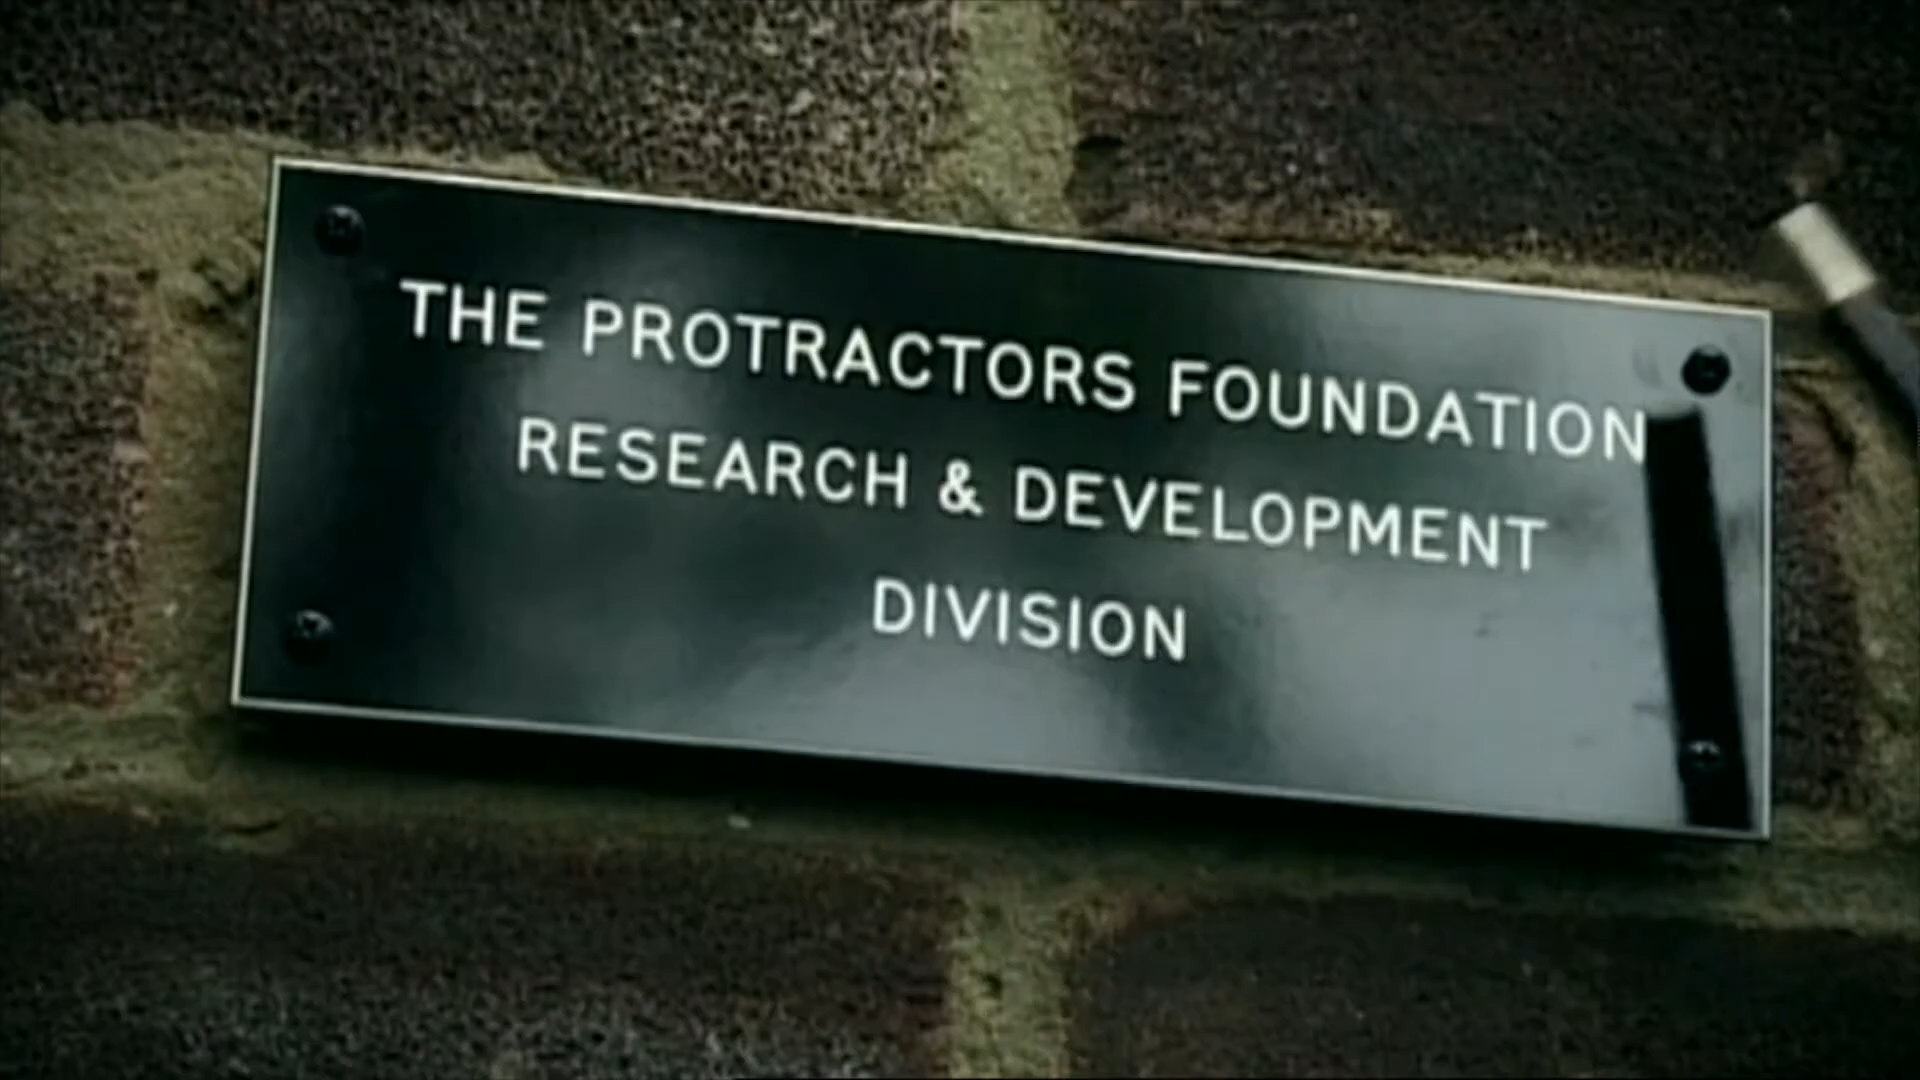 THE PROTRACTORS FOUNDATION
RESEARCH & DEVELOPMENT
DIVISION